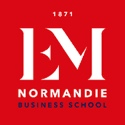 1871
EM
NORMANDIE
BUSINESS SCHOOL